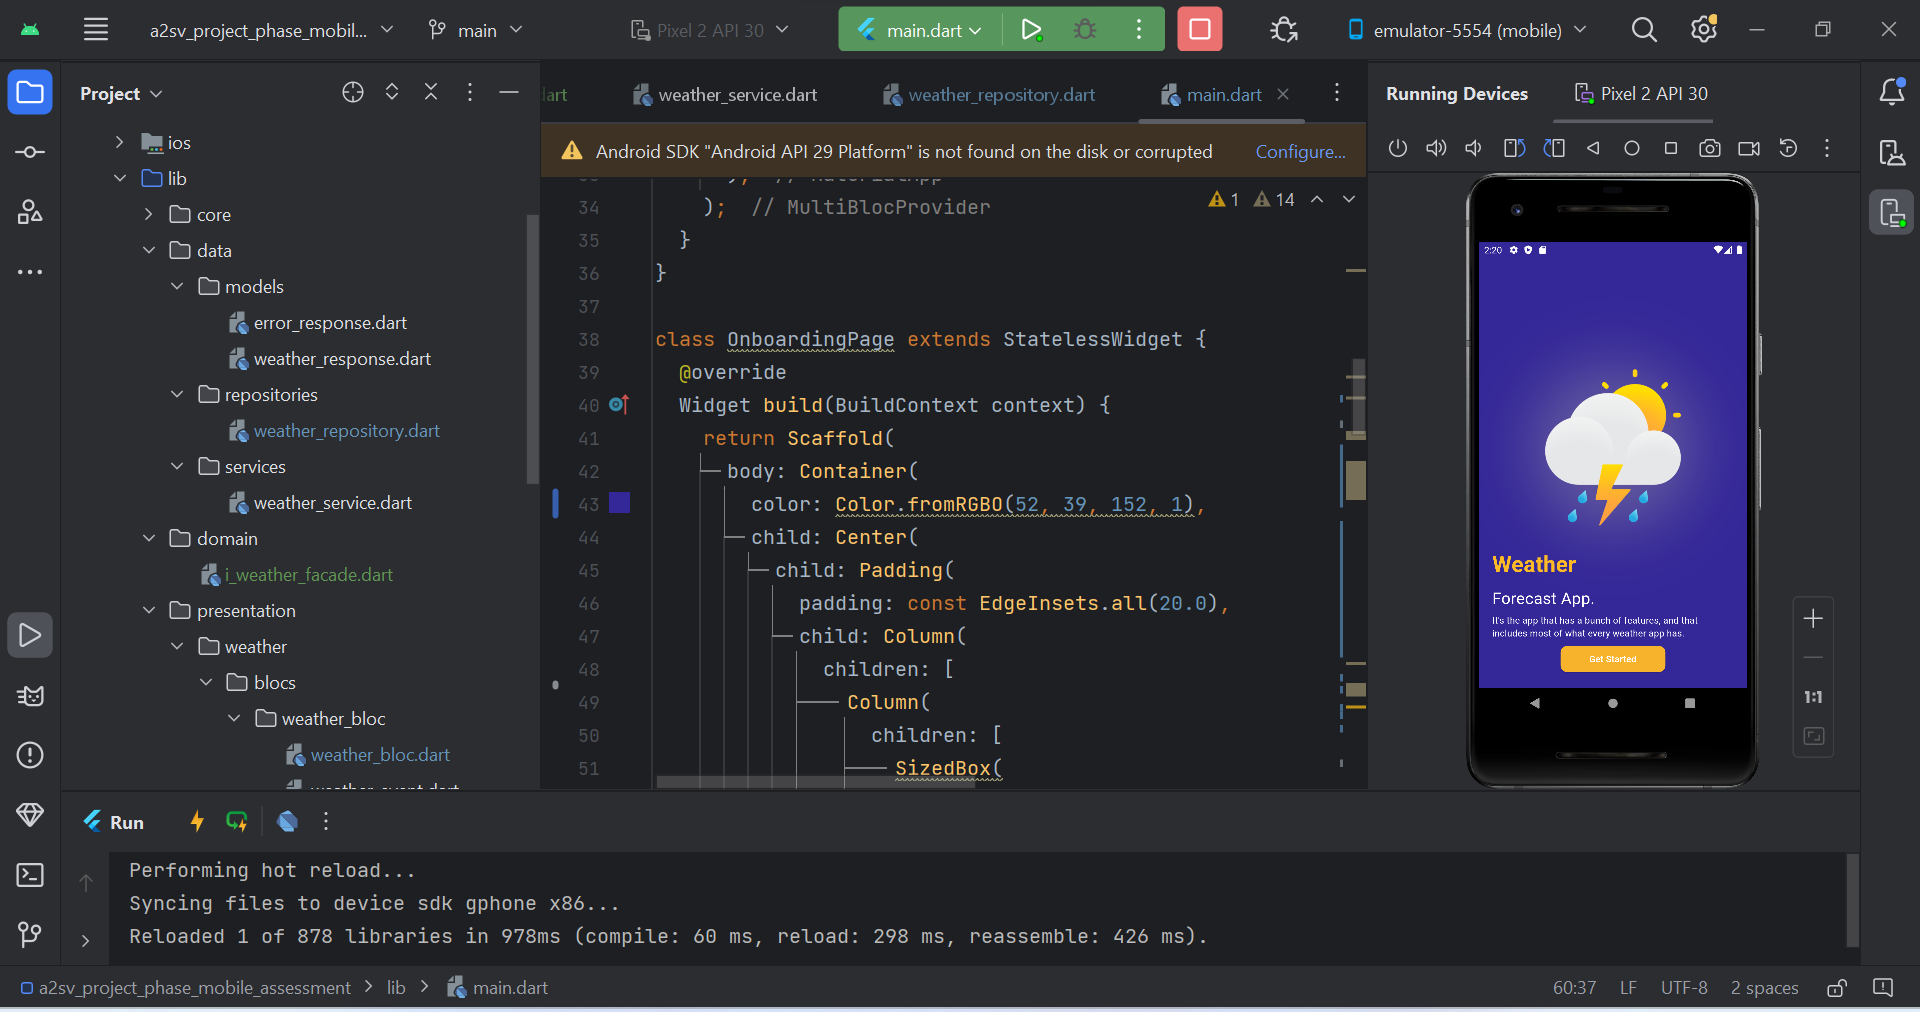 a2sv_project_phase_mobil...
main
Pixel 2 API 30
main.dart
emulator-5554 (mobile)
Project
ios
lib
core
data
models
error_response.dart
weather_response.dart
repositories
weather_repository.dart
services
weather_service.dart
domain
i_weather_facade.dart
presentation
weather
blocs
weather_bloc
weather_bloc.dart
weather_service.dart
weather_repository.dart
main.dart
Android SDK "Android API 29 Platform" is not found on the disk or corrupted
Configure...
1
14
34 ); // MultiBlocProvider
35 }
36 }
37
38 class OnboardingPage extends StatelessWidget {
39 @override
40 Widget build(BuildContext context) {
41 return Scaffold(
42 body: Container(
43 color: Color.fromRGBO(52, 39, 152, 1),
44 child: Center(
45 child: Padding(
46 padding: const EdgeInsets.all(20.0),
47 child: Column(
48 children: [
49 Column(
50 children: [
51 SizedBox(
Running Devices
Pixel 2 API 30
2:20
Weather
Forecast App.
It's the app that has a bunch of features, and that
includes most of what every weather app has.
Get Started
1:1
Run
Performing hot reload...
Syncing files to device sdk gphone x86...
Reloaded 1 of 878 libraries in 978ms (compile: 60 ms, reload: 298 ms, reassemble: 426 ms).
a2sv_project_phase_mobile_assessment
lib
main.dart
60:37
LF
UTF-8
2 spaces